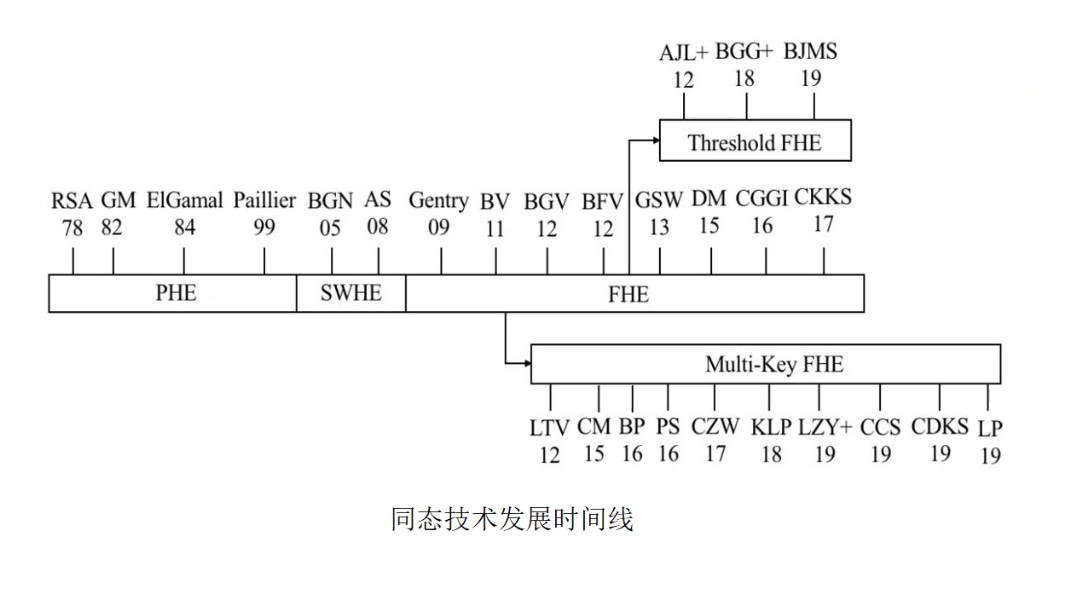 AJL+ BGG+ BJMS
12 18 19
Threshold FHE
RSA GM ElGamal Paillier BGN AS Gentry BV BGV BFV GSW DM CGGI CKKS
78 82 84 99 05 08 09 11 12 12 13 15 16 17
PHE SWHE FHE
Multi-Key FHE
LTV CM BP PS CZW KLP LZY+ CCS CDKS LP
12 15 16 16 17 18 19 19 19 19
同态技术发展时间线